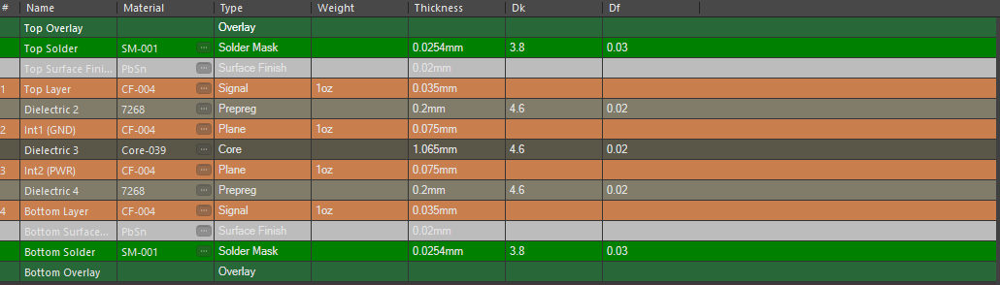 # Name Material Type Weight Thickness Dk Df
Top Overlay Overlay
Top Solder SM-001 ... Solder Mask 0.0254mm 3.8 0.03
Top Surface Fini... PbSn ... Surface Finish 0.02mm
1 Top Layer CF-004 ... Signal 1oz 0.035mm
Dielectric 2 7268 ... Prepreg 0.2mm 4.6 0.02
2 Int1 (GND) CF-004 ... Plane 1oz 0.075mm
Dielectric 3 Core-039 ... Core 1.065mm 4.6 0.02
3 Int2 (PWR) CF-004 ... Plane 1oz 0.075mm
Dielectric 4 7268 ... Prepreg 0.2mm 4.6 0.02
4 Bottom Layer CF-004 ... Signal 1oz 0.035mm
Bottom Surface... PbSn ... Surface Finish 0.02mm
Bottom Solder SM-001 ... Solder Mask 0.0254mm 3.8 0.03
Bottom Overlay Overlay